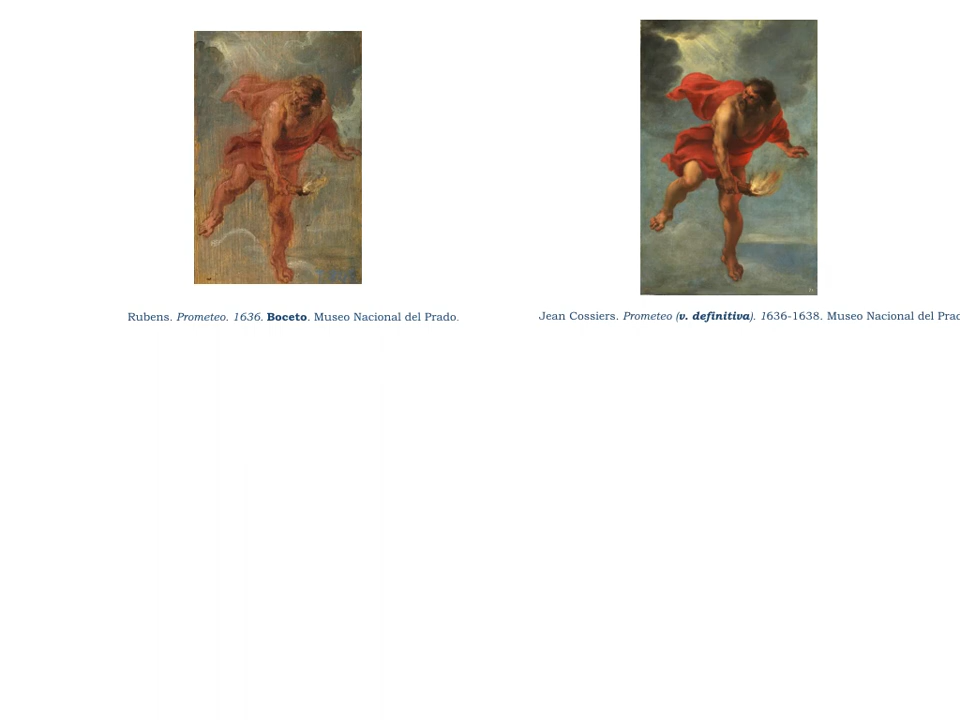 Rubens. Prometeo. 1636. Boceto. Museo Nacional del Prado.
Jean Cossiers. Prometeo (v. definitiva). 1636-1638. Museo Nacional del Prad